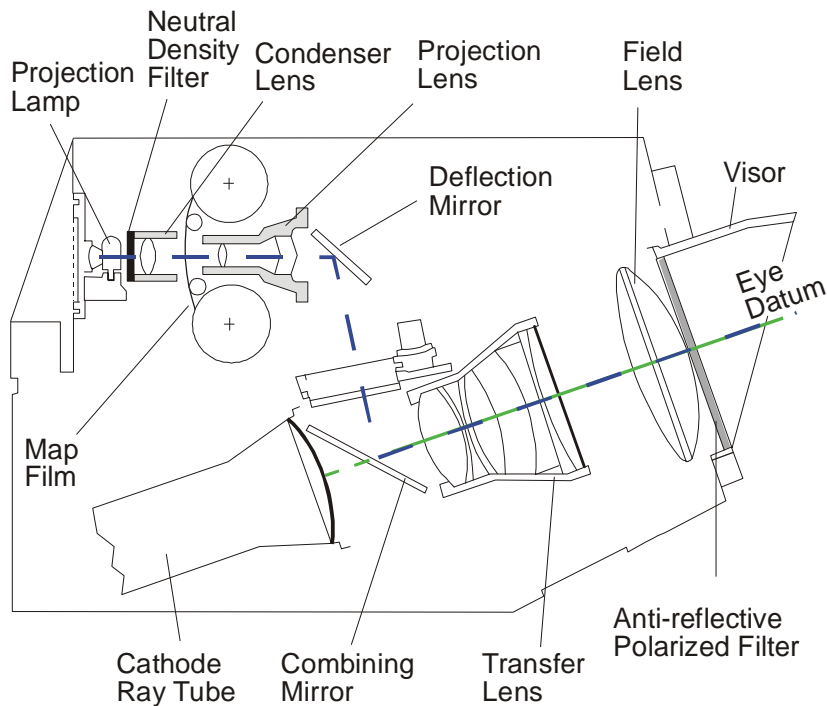 Neutral
Density
Filter
Projection
Lamp
Condenser
Lens
Projection
Lens
Field
Lens
Deflection
Mirror
Visor
Eye
Datum
Map
Film
Cathode
Ray Tube
Combining
Mirror
Transfer
Lens
Anti-reflective
Polarized Filter